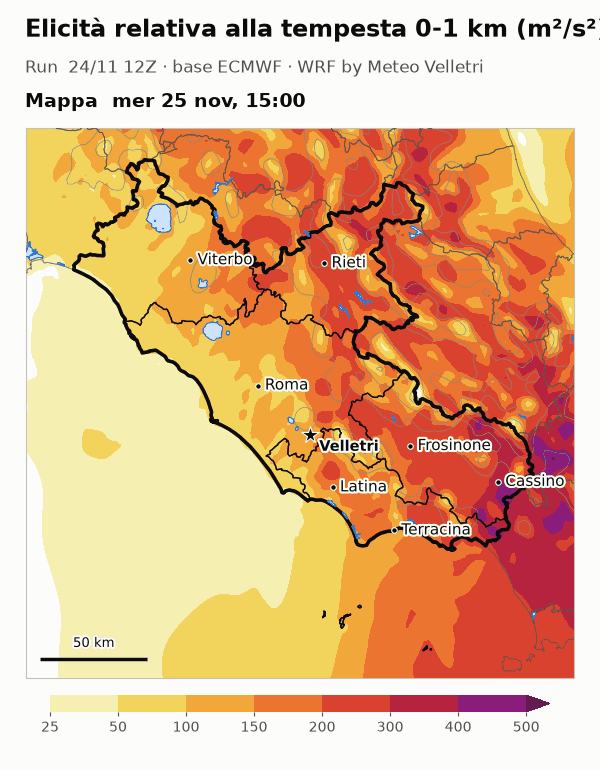 Elicità relativa alla tempesta 0-1 km (m²/s²)
Run 24/11 12Z · base ECMWF · WRF by Meteo Velletri
Mappa mer 25 nov, 15:00
Viterbo
Rieti
Roma
Velletri
Frosinone
Latina
Cassino
Terracina
50 km
25 50 100 150 200 300 400 500